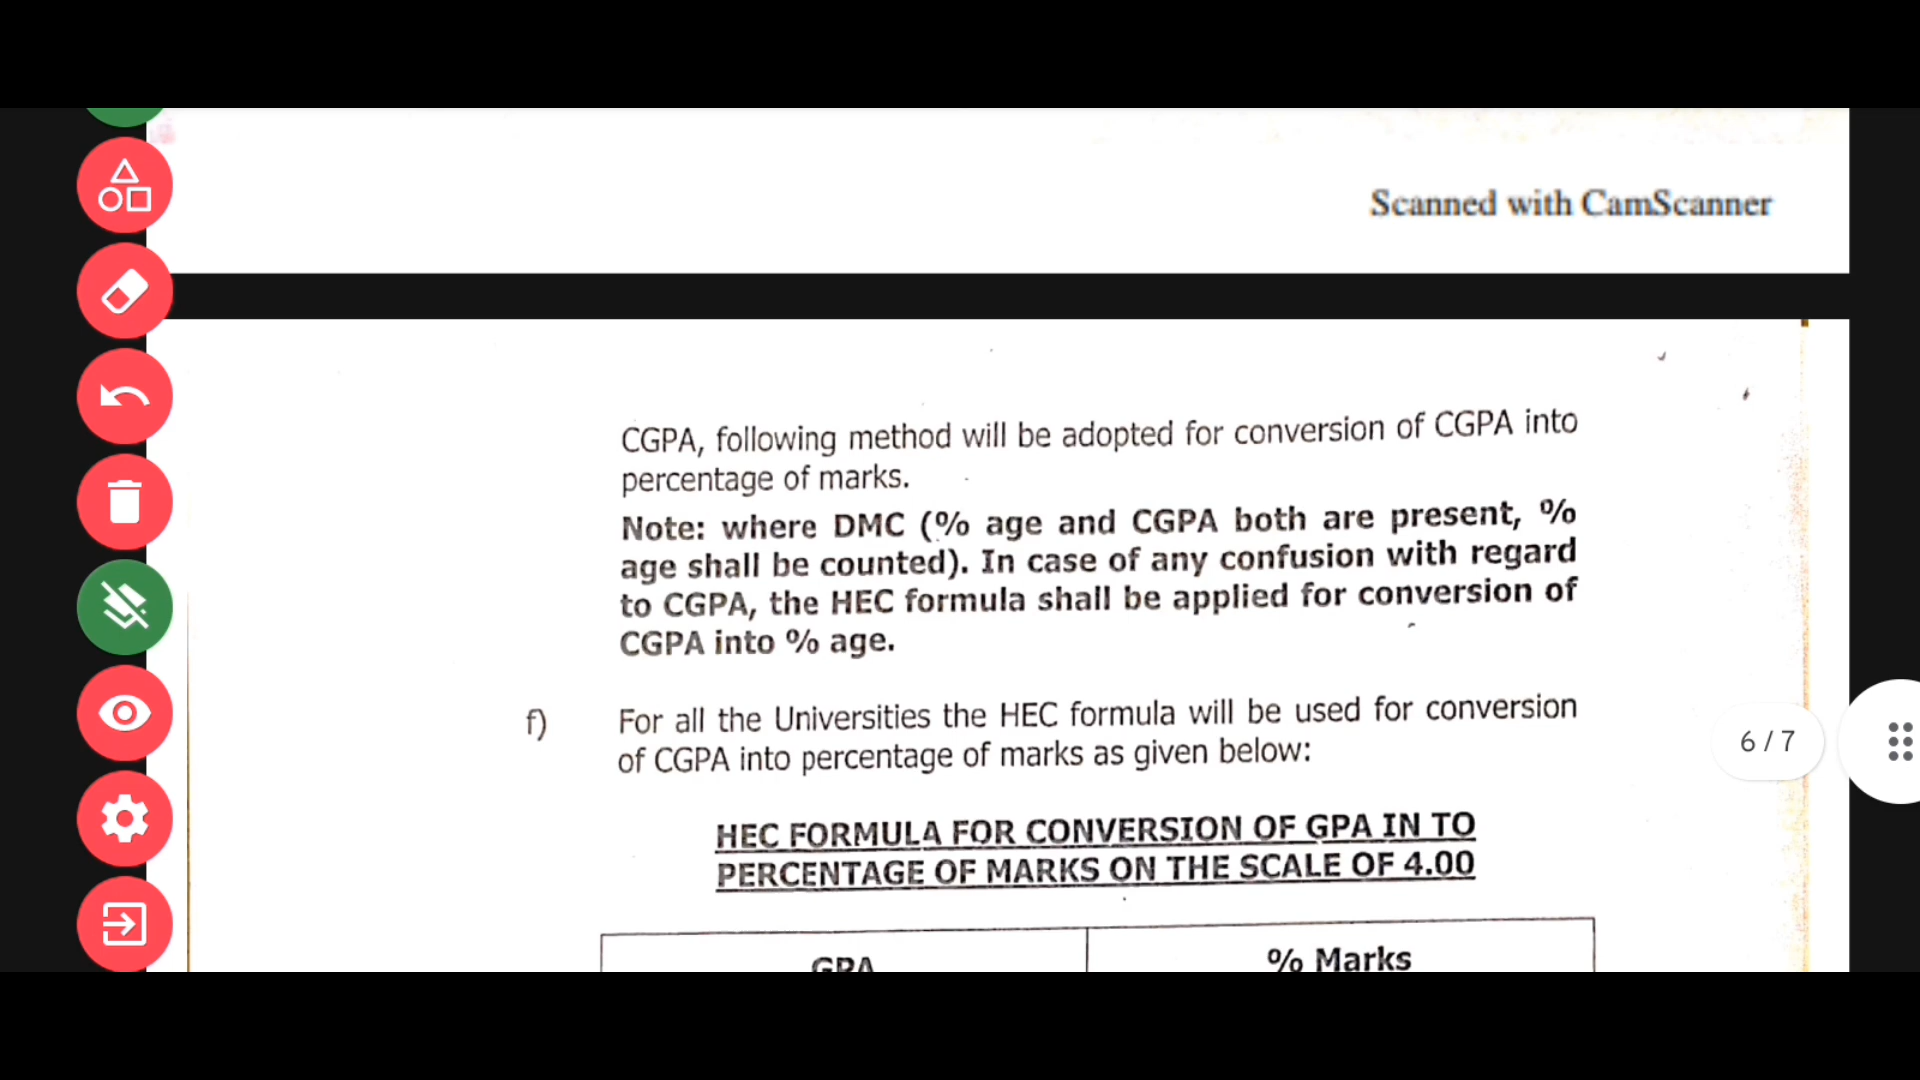 Scanned with CamScanner
CGPA, following method will be adopted for conversion of CGPA into
percentage of marks.
Note: where DMC (% age and CGPA both are present, %
age shall be counted). In case of any confusion with regard
to CGPA, the HEC formula shall be applied for conversion of
CGPA into % age.
f) For all the Universities the HEC formula will be used for conversion
of CGPA into percentage of marks as given below:
6 / 7
HEC FORMULA FOR CONVERSION OF GPA IN TO
PERCENTAGE OF MARKS ON THE SCALE OF 4.00
GPA % Marks